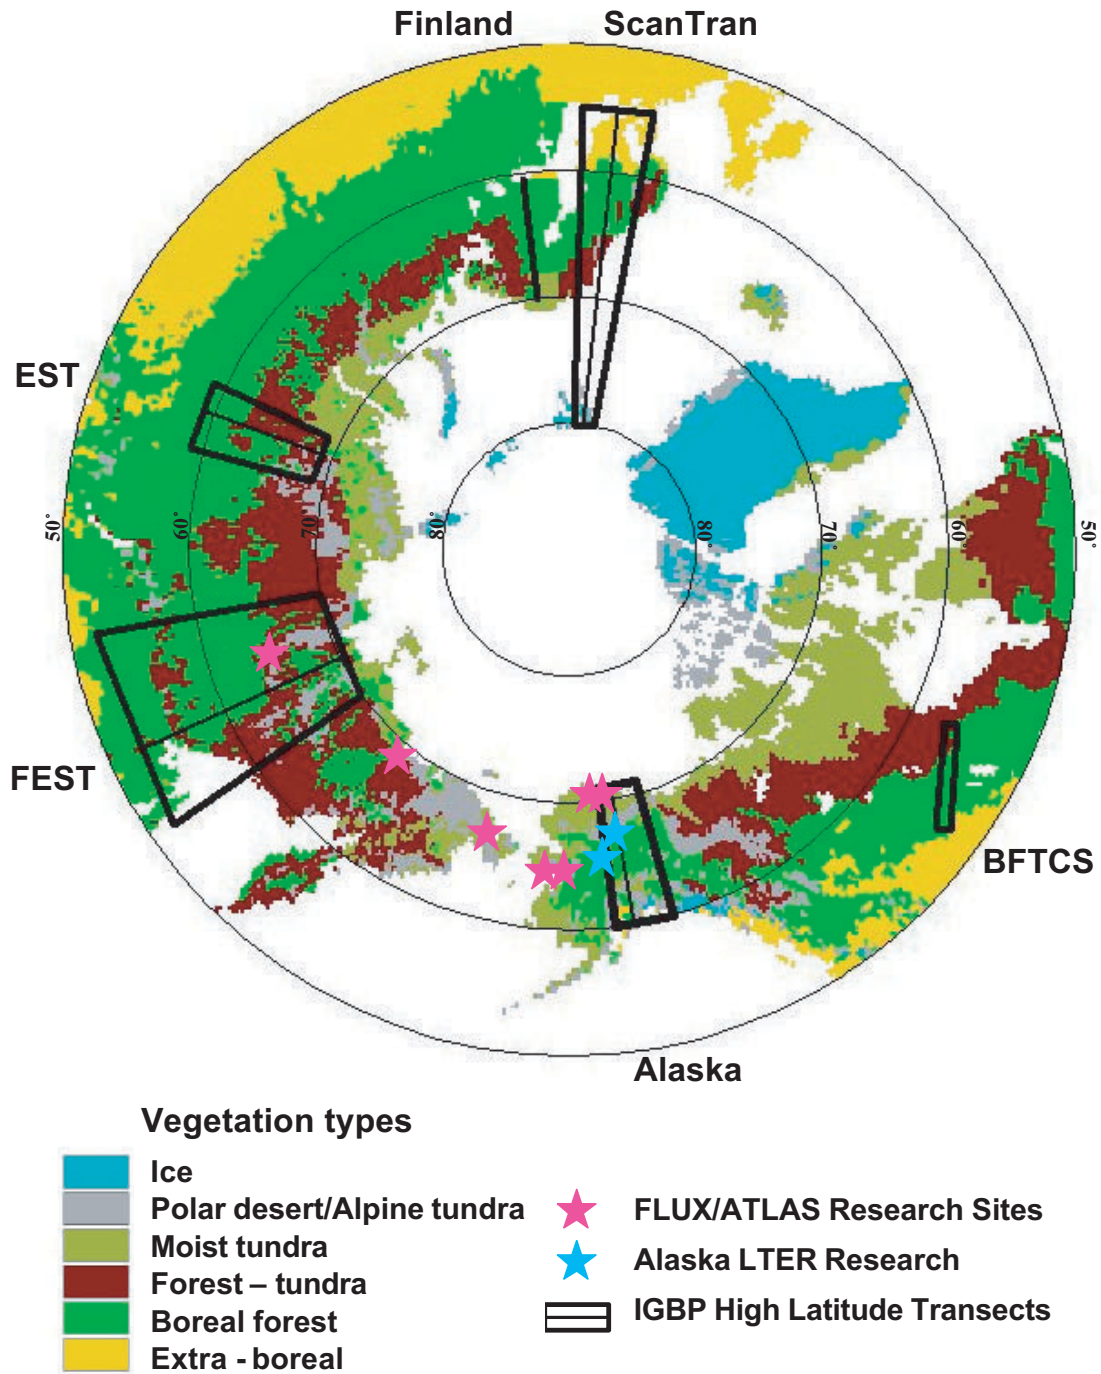 Finland
ScanTran
EST
50°
60°
70°
80°
80°
70°
60°
50°
FEST
BFTCS
Alaska
Vegetation types
Ice
Polar desert/Alpine tundra
Moist tundra
Forest – tundra
Boreal forest
Extra - boreal
FLUX/ATLAS Research Sites
Alaska LTER Research
IGBP High Latitude Transects